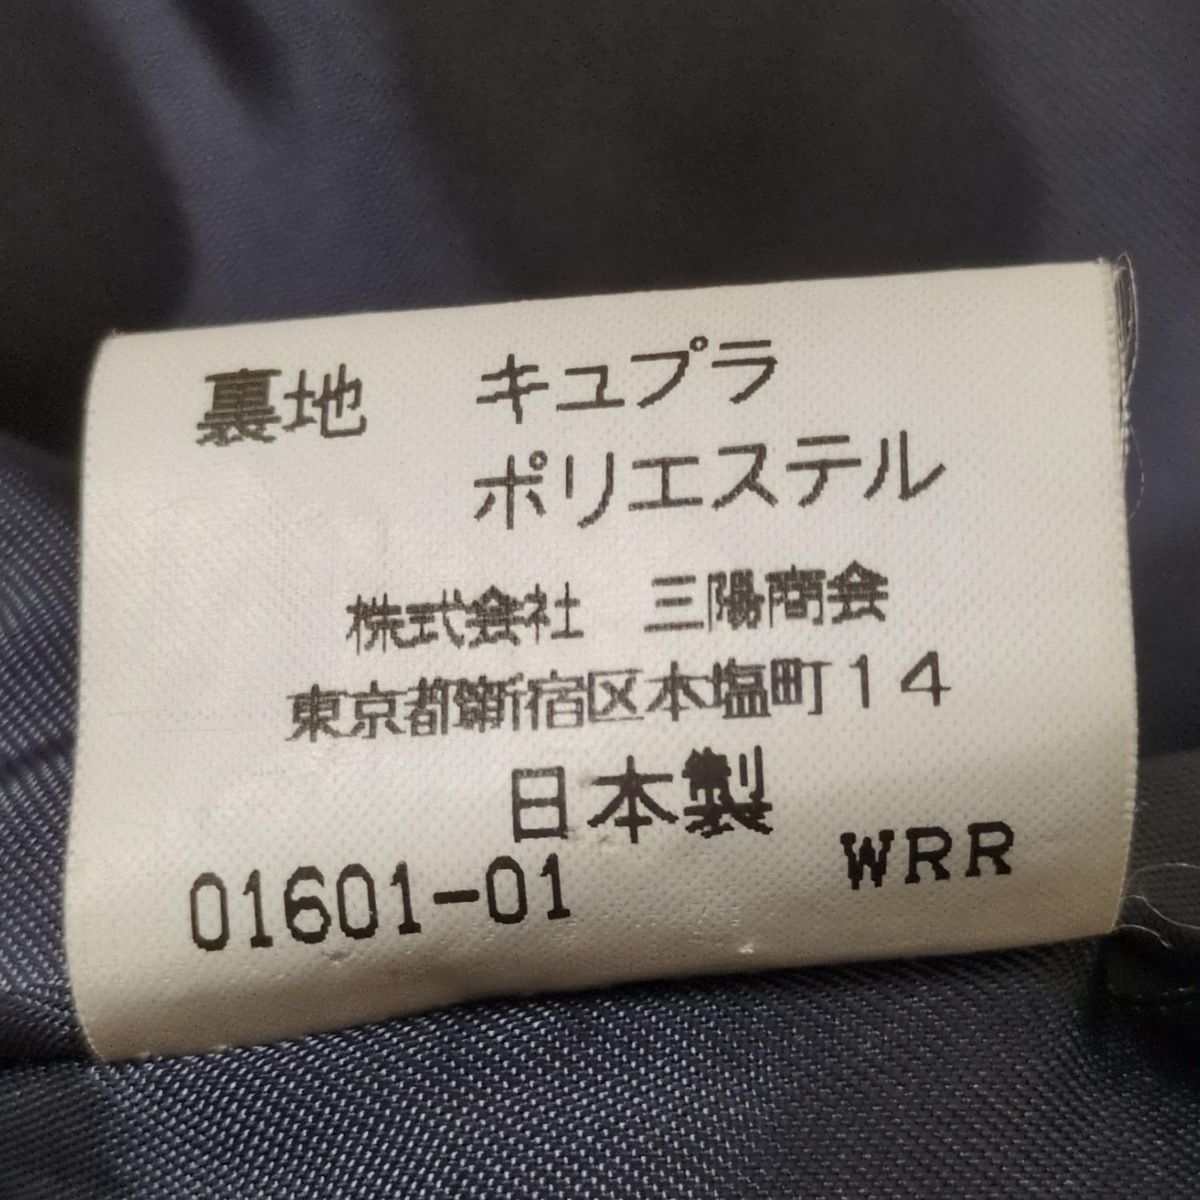 裏地 キュプラ
ポリエステル
株式会社 三陽商会
東京都新宿区本塩町14
日本製
01601-01 WRR